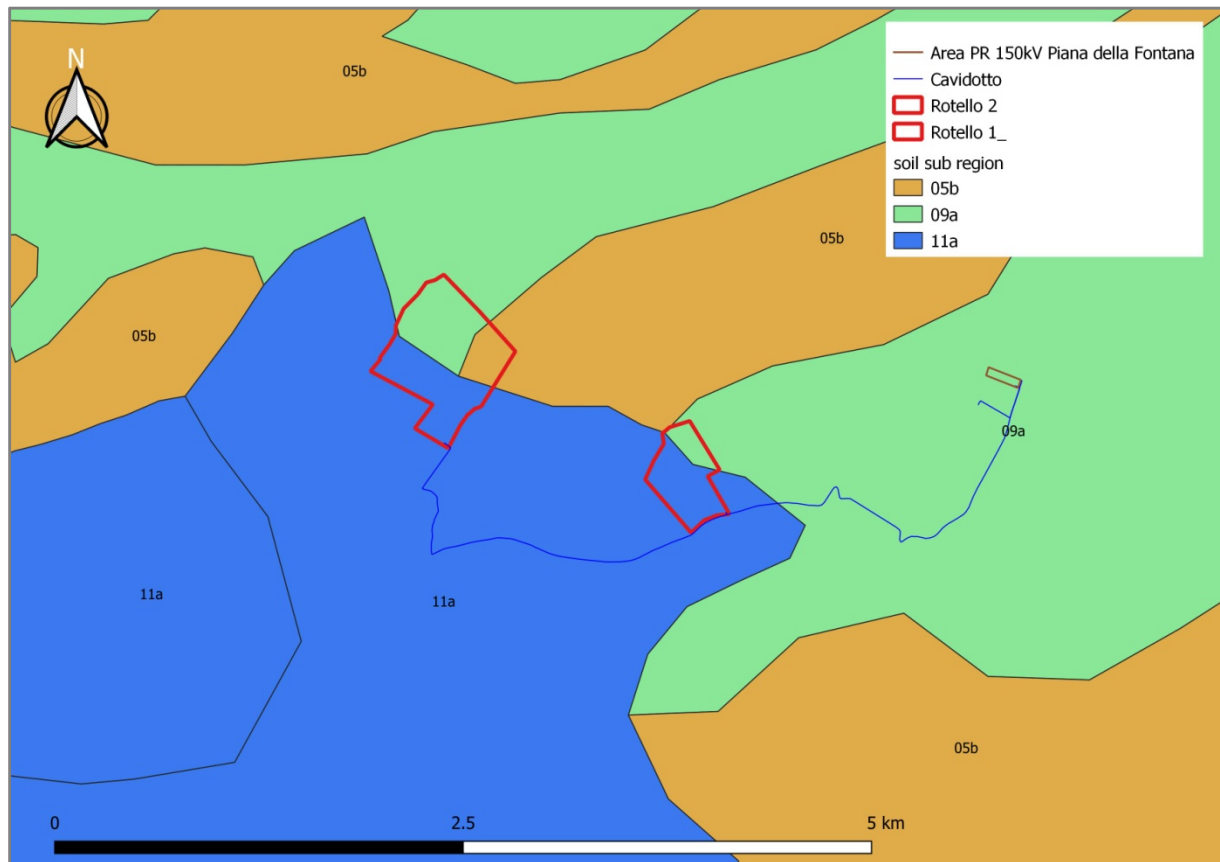 N
05b
Area PR 150kV Piana della Fontana
Cavidotto
Rotello 2
Rotello 1_
soil sub region
05b
09a
11a
05b
05b
09a
11a
11a
05b
0
2.5
5 km